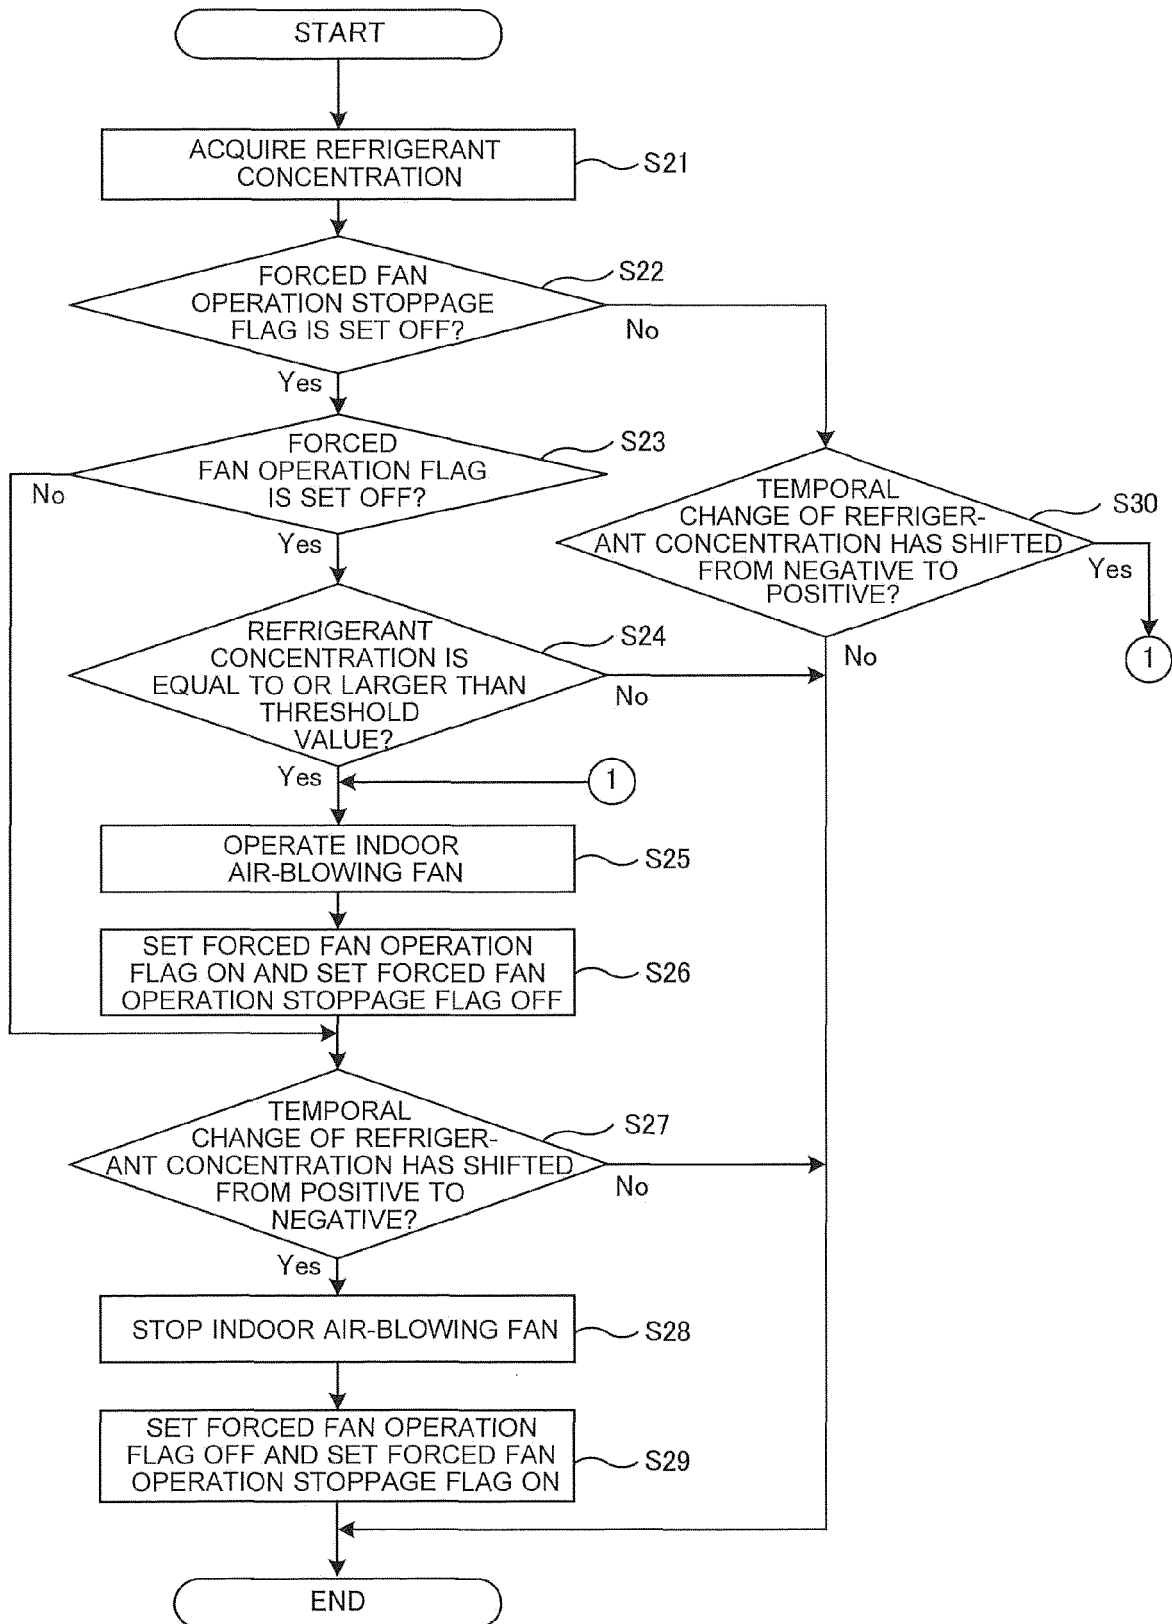 START
ACQUIRE REFRIGERANT
CONCENTRATION
S21
FORCED FAN
OPERATION STOPPAGE
FLAG IS SET OFF?
S22
No
Yes
FORCED
FAN OPERATION FLAG
IS SET OFF?
S23
No
Yes
TEMPORAL
CHANGE OF REFRIGER-
ANT CONCENTRATION HAS SHIFTED
FROM NEGATIVE TO
POSITIVE?
S30
Yes
No
1
REFRIGERANT
CONCENTRATION IS
EQUAL TO OR LARGER THAN
THRESHOLD
VALUE?
S24
No
Yes
1
OPERATE INDOOR
AIR-BLOWING FAN
S25
SET FORCED FAN OPERATION
FLAG ON AND SET FORCED FAN
OPERATION STOPPAGE FLAG OFF
S26
TEMPORAL
CHANGE OF REFRIGER-
ANT CONCENTRATION HAS SHIFTED
FROM POSITIVE TO
NEGATIVE?
S27
No
Yes
STOP INDOOR AIR-BLOWING FAN
S28
SET FORCED FAN OPERATION
FLAG OFF AND SET FORCED FAN
OPERATION STOPPAGE FLAG ON
S29
END